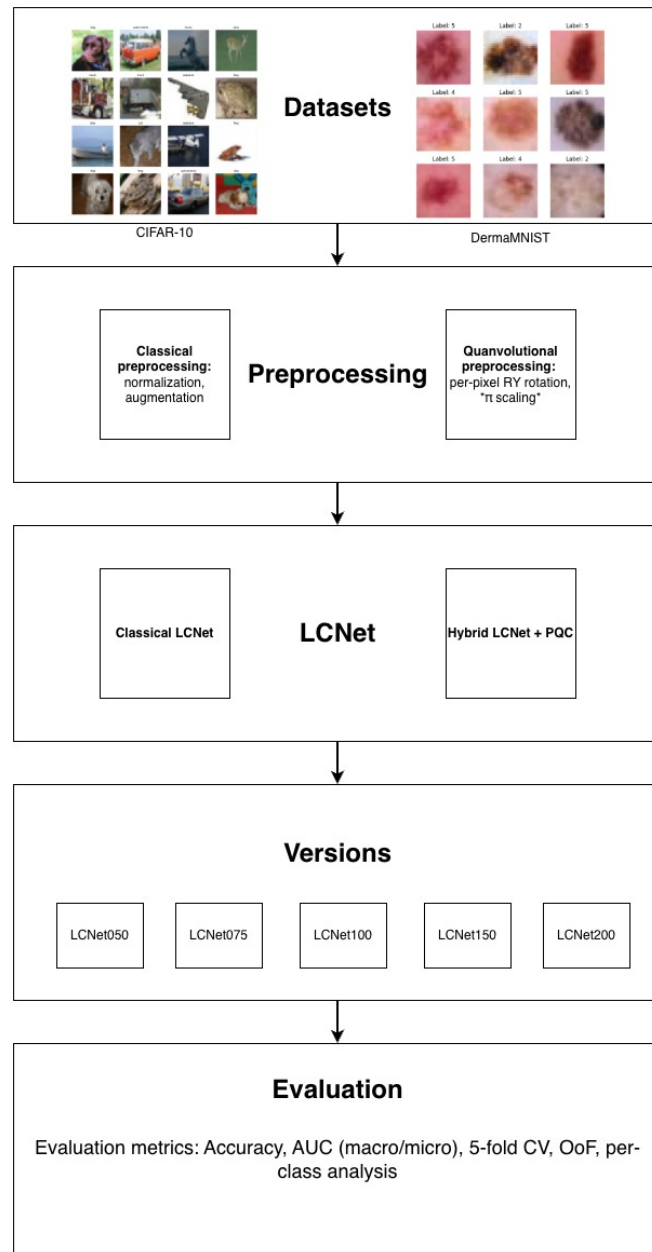 Label: 5
Label: 2
Label: 5
Datasets
Label: 4
Label: 5
Label: 5
Label: 5
Label: 4
Label: 2
CIFAR-10
DermaMNIST
Classical
preprocessing:
normalization,
augmentation
Preprocessing
Quanvolutional
preprocessing:
per-pixel RY rotation,
"π scaling"
Classical LCNet
LCNet
Hybrid LCNet + PQC
Versions
LCNet050
LCNet075
LCNet100
LCNet150
LCNet200
Evaluation
Evaluation metrics: Accuracy, AUC (macro/micro), 5-fold CV, OoF, per-
class analysis